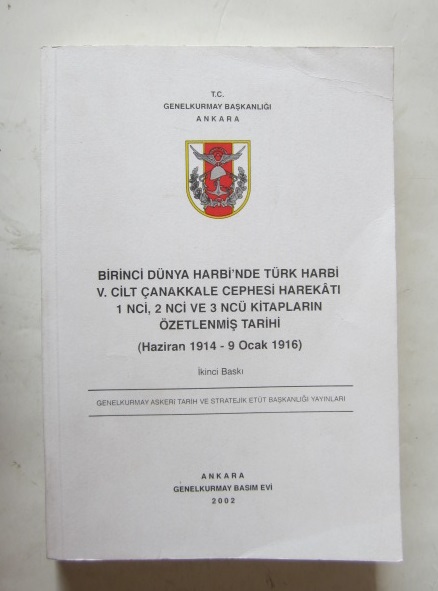 T.C.
GENELKURMAY BAŞKANLIĞI
ANKARA
BİRİNCİ DÜNYA HARBİ'NDE TÜRK HARBİ
V. CİLT ÇANAKKALE CEPHESİ HAREKÂTI
1 NCİ, 2 NCİ VE 3 NCÜ KİTAPLARIN
ÖZETLENMİŞ TARİHİ
(Haziran 1914 - 9 Ocak 1916)
İkinci Baskı
GENELKURMAY ASKERİ TARİH VE STRATEJİK ETÜT BAŞKANLIĞI YAYINLARI
ANKARA
GENELKURMAY BASIM EVİ
2002